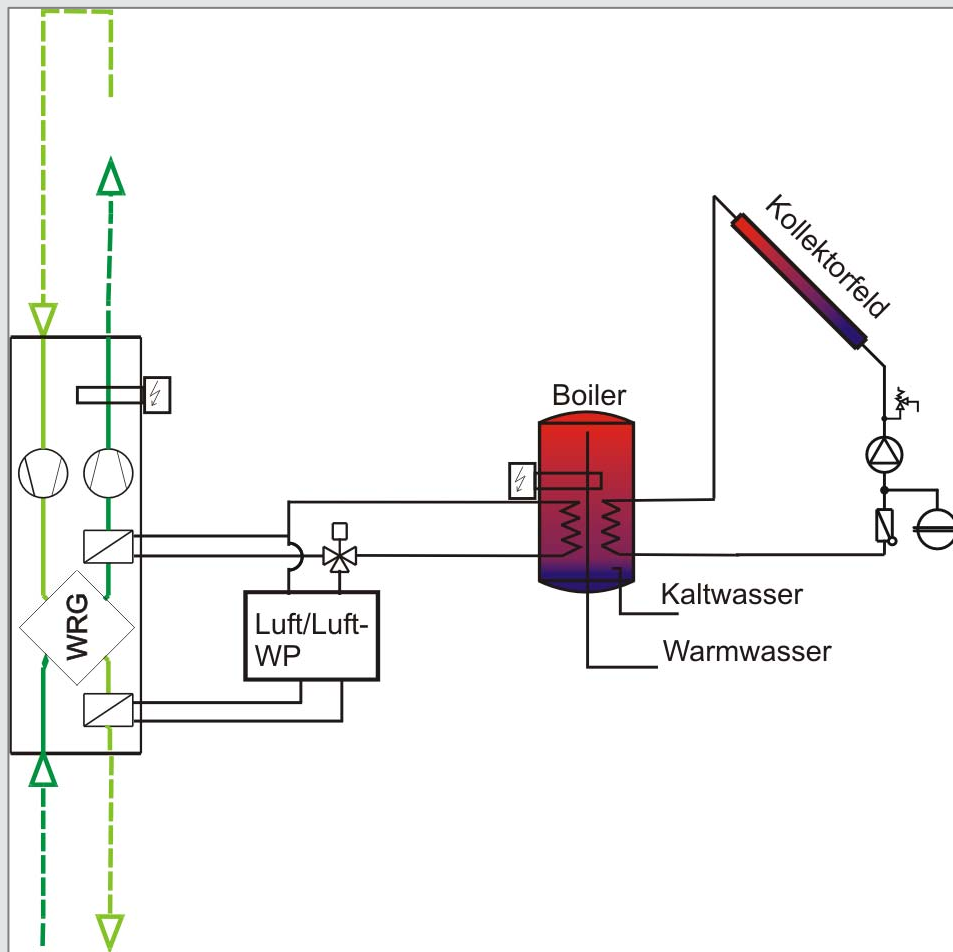 Kollektorfeld
Boiler
WRG
Luft/Luft-
WP
Kaltwasser
Warmwasser